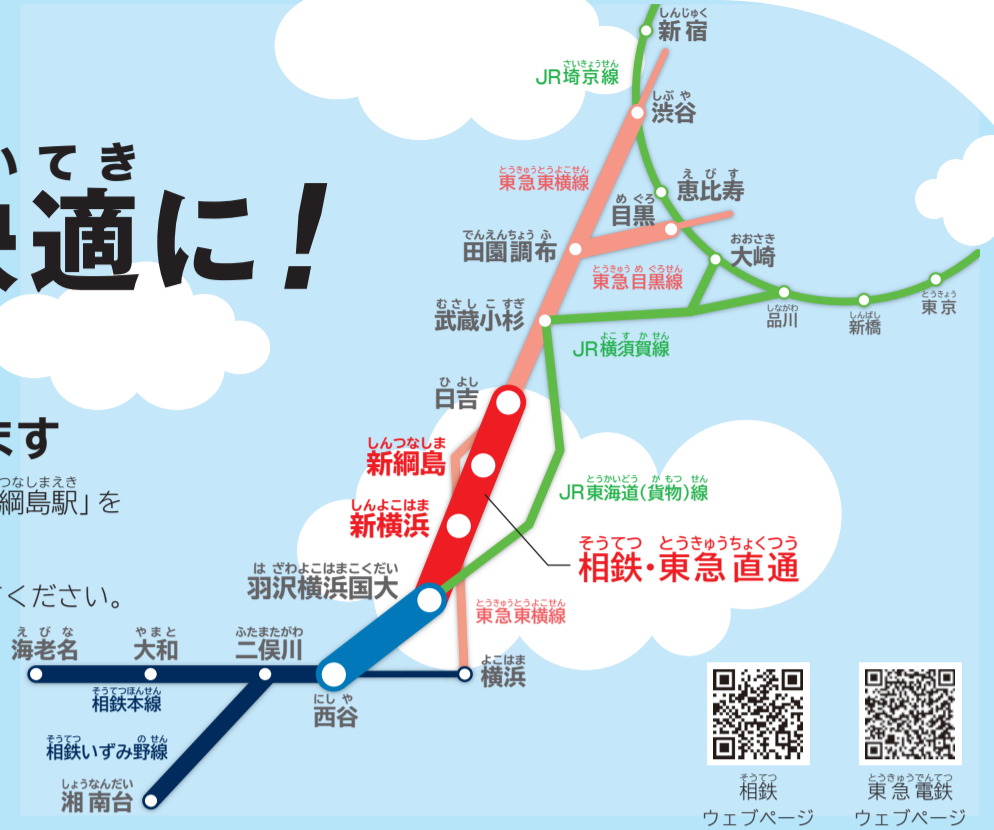 いてき
適に!
ます
つなしまえき
綱島駅」を
ください。
しんじゅく
新宿
さいきょうせん
JR埼京線
しぶや
渋谷
とうきゅうとうよこせん
東急東横線
えびす
恵比寿
めぐろ
目黒
でんえんちょうふ
田園調布
おおさき
大崎
とうきゅうめぐろせん
東急目黒線
むさしこすぎ
武蔵小杉
しながわ
品川
しんばし
新橋
とうきょう
東京
よこすかせん
JR横須賀線
ひよし
日吉
しんつなしま
新綱島
とうかいどう(かもつ)せん
JR東海道(貨物)線
しんよこはま
新横浜
そうてつ とうきゅうちょくつう
相鉄・東急直通
はざわよこはまこくだい
羽沢横浜国大
とうきゅうとうよこせん
東急東横線
えびな
海老名
やまと
大和
ふたまたがわ
二俣川
よこはま
横浜
そうてつほんせん
相鉄本線
にしや
西谷
そうてつ のせん
相鉄いずみ野線
しょうなんだい
湘南台
そうてつ
相鉄
ウェブページ
とうきゅうでんてつ
東急電鉄
ウェブページ